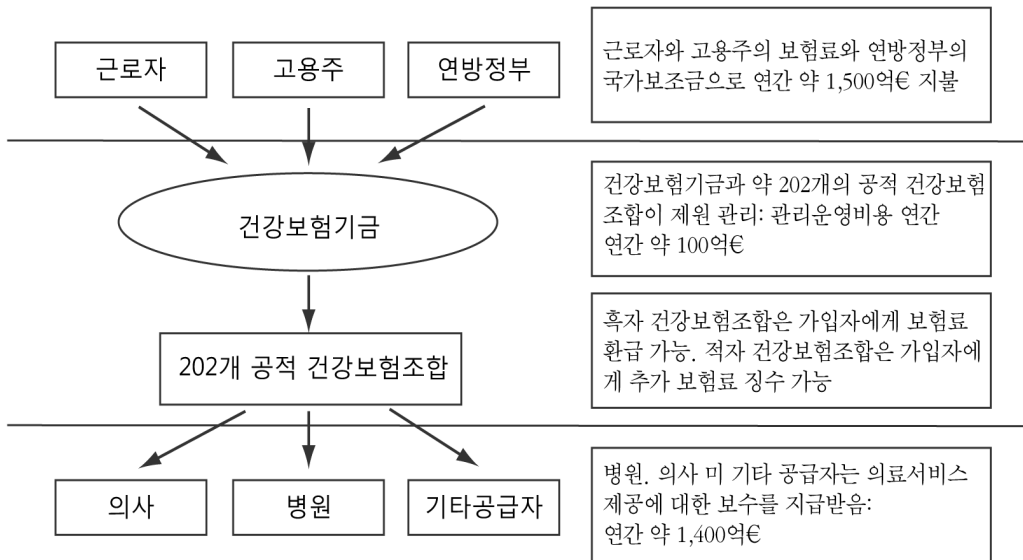 근로자
고용주
연방정부
근로자와 고용주의 보험료와 연방정부의
국가보조금으로 연간 약 1,500억€ 지불
건강보험기금
건강보험기금과 약 202개의 공적 건강보험
조합이 제원 관리: 관리운영비용 연간
연간 약 100억€
202개 공적 건강보험조합
흑자 건강보험조합은 가입자에게 보험료
환급 가능. 적자 건강보험조합은 가입자에
게 추가 보험료 징수 가능
의사
병원
기타공급자
병원. 의사 미 기타 공급자는 의료서비스
제공에 대한 보수를 지급받음:
연간 약 1,400억€